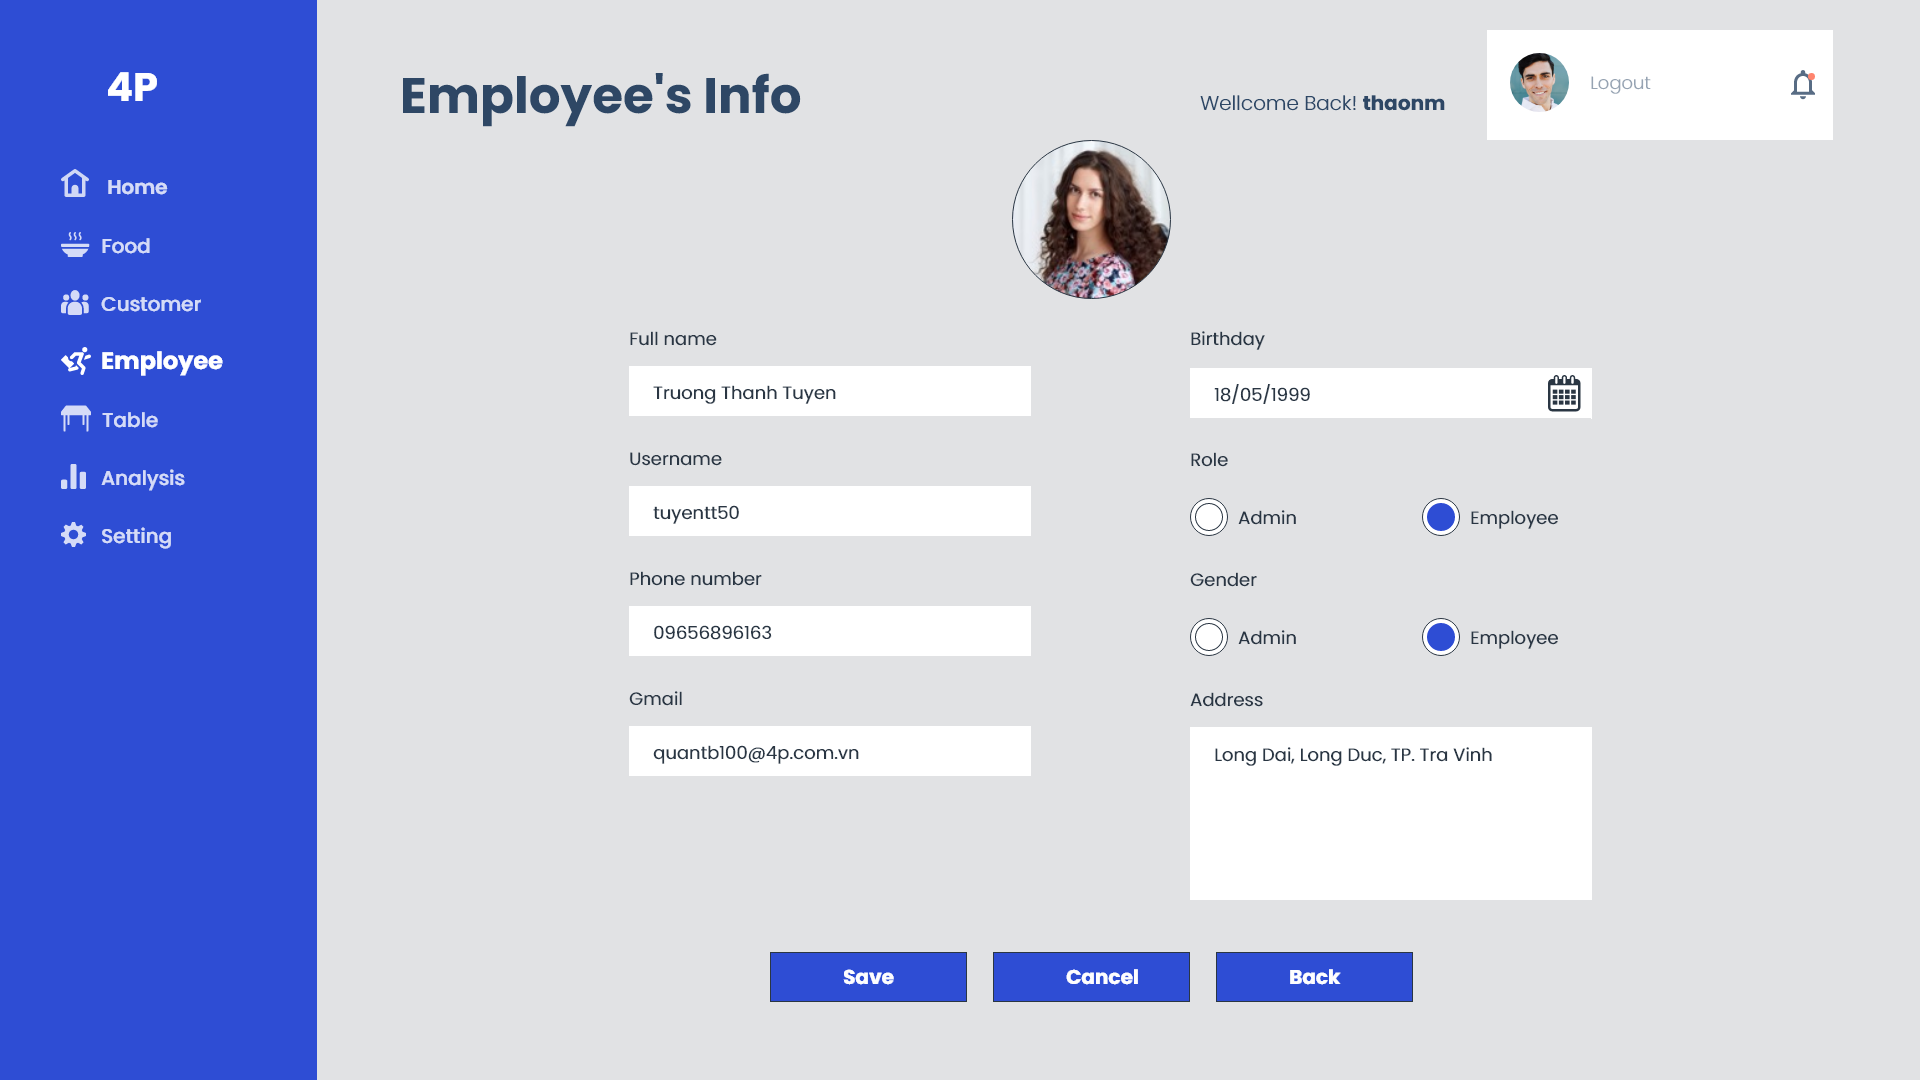 4P
Home
Food
Customer
Employee
Table
Analysis
Setting
Employee's Info
Wellcome Back! thaonm
Logout
Full name
Truong Thanh Tuyen
Username
tuyentt50
Phone number
09656896163
Gmail
quantb100@4p.com.vn
Birthday
18/05/1999
Role
Admin
Employee
Gender
Admin
Employee
Address
Long Dai, Long Duc, TP. Tra Vinh
Save
Cancel
Back